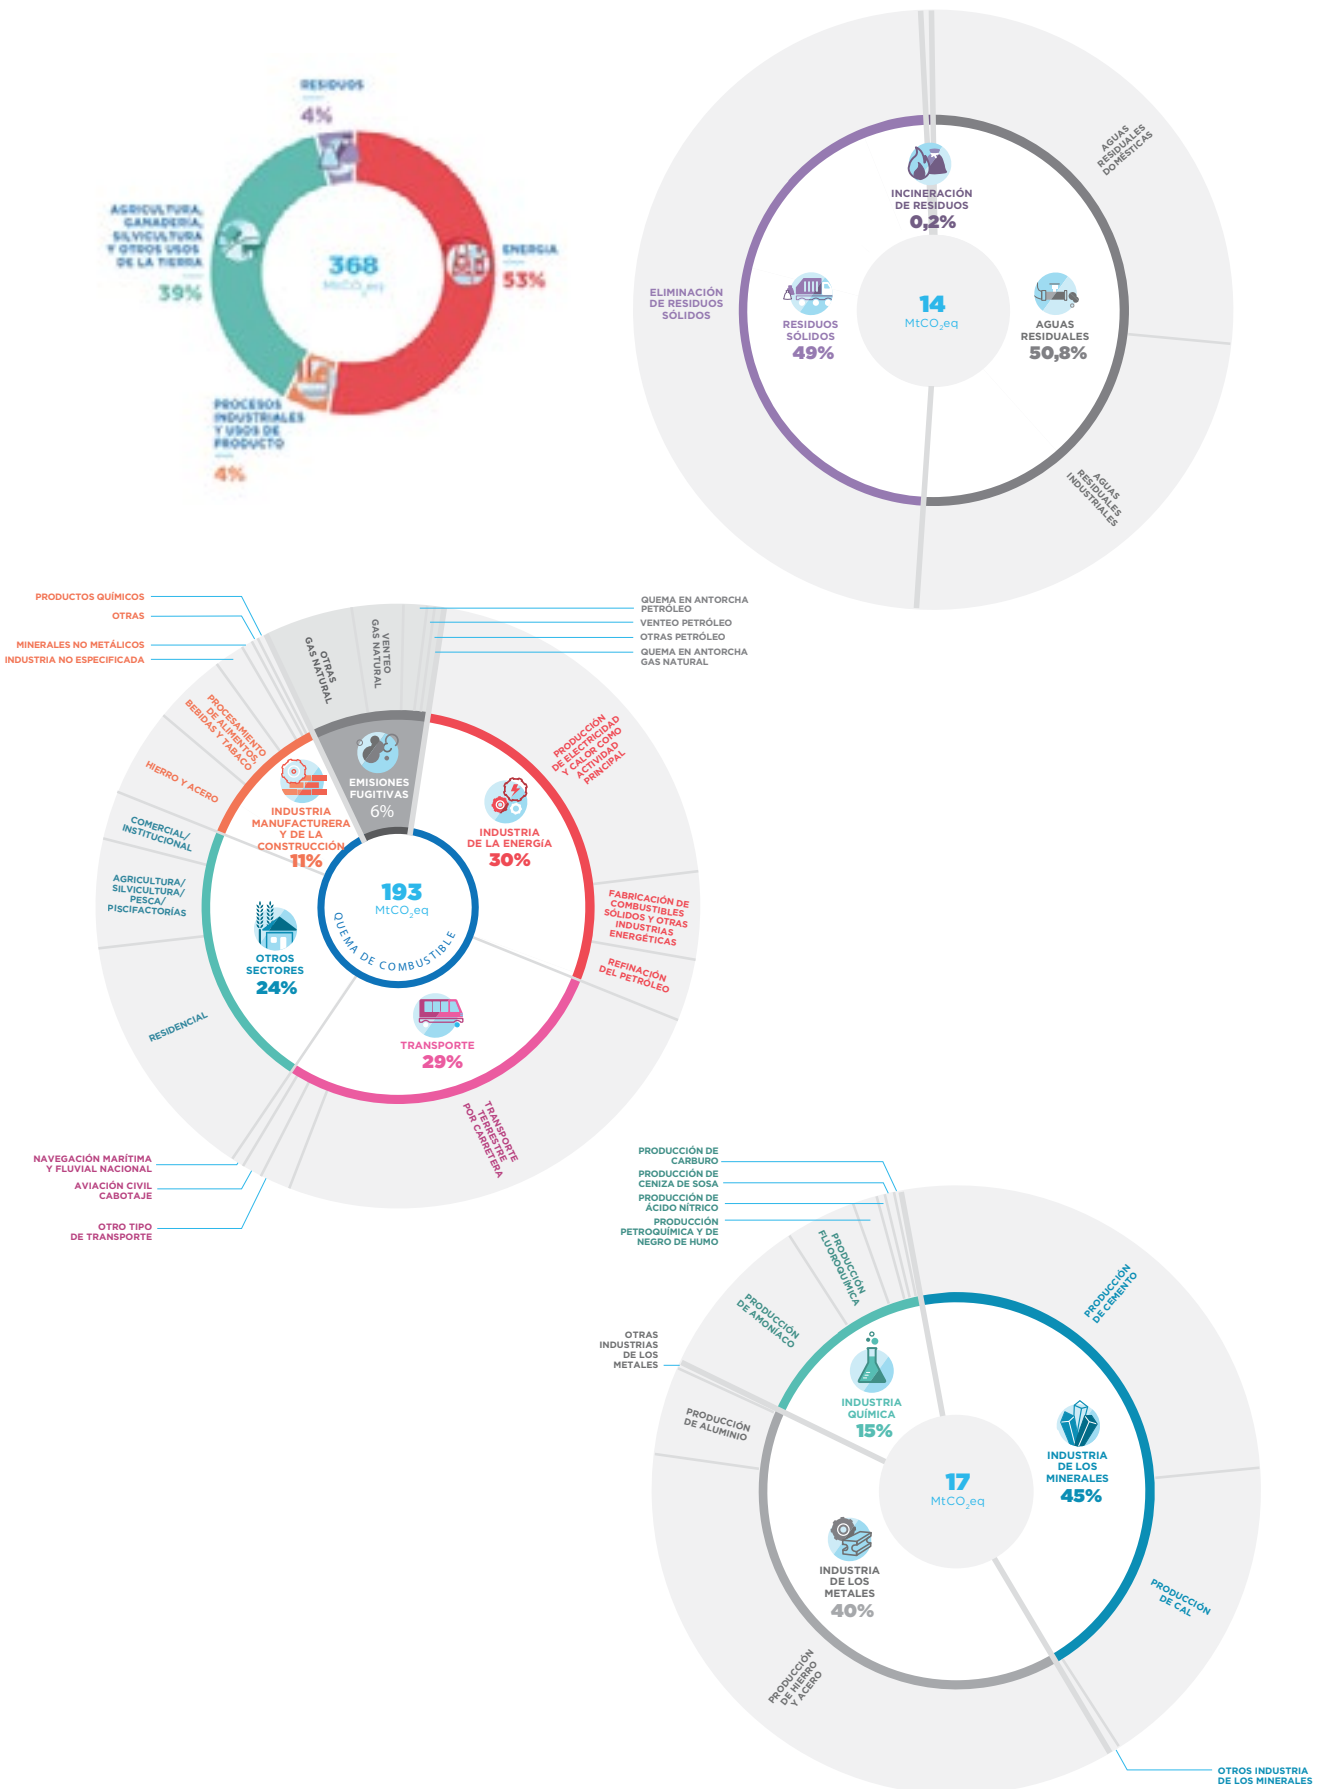 RESIDUOS
4%
AGRICULTURA,
GANADERÍA,
SILVICULTURA
Y OTROS USOS
DE LA TIERRA
39%
368
MtCO₂eq
ENERGIA
53%
PROCESOS
INDUSTRIALES
Y USOS DE
PRODUCTO
4%
AGUAS
RESIDUALES
DOMÉSTICAS
INCINERACIÓN
DE RESIDUOS
0,2%
ELIMINACIÓN
DE RESIDUOS
SÓLIDOS
RESIDUOS
SÓLIDOS
49%
14
MtCO₂eq
AGUAS
RESIDUALES
50,8%
AGUAS
RESIDUALES
INDUSTRIALES
PRODUCTOS QUÍMICOS
OTRAS
MINERALES NO METÁLICOS
INDUSTRIA NO ESPECIFICADA
QUEMA EN ANTORCHA
PETRÓLEO
VENTEO PETRÓLEO
OTRAS PETRÓLEO
QUEMA EN ANTORCHA
GAS NATURAL
OTRAS
GAS NATURAL
VENTEO
GAS NATURAL
PROCESAMIENTO
DE ALIMENTOS,
BEBIDAS Y TABACO
HIERRO Y ACERO
COMERCIAL/
INSTITUCIONAL
AGRICULTURA/
SILVICULTURA/
PESCA/
PISCIFACTORÍAS
RESIDENCIAL
INDUSTRIA
MANUFACTURERA
Y DE LA
CONSTRUCCIÓN
11%
EMISIONES
FUGITIVAS
6%
INDUSTRIA
DE LA ENERGÍA
30%
PRODUCCIÓN
DE ELECTRICIDAD
Y CALOR COMO
ACTIVIDAD
PRINCIPAL
FABRICACIÓN DE
COMBUSTIBLES
SÓLIDOS Y OTRAS
INDUSTRIAS
ENERGÉTICAS
REFINACIÓN
DEL PETRÓLEO
193
MtCO₂eq
QUEMA DE COMBUSTIBLE
OTROS
SECTORES
24%
TRANSPORTE
29%
TRANSPORTE
TERRESTRE
POR CARRETERA
NAVEGACIÓN MARÍTIMA
Y FLUVIAL NACIONAL
AVIACIÓN CIVIL
CABOTAJE
OTRO TIPO
DE TRANSPORTE
PRODUCCIÓN DE
CARBURO
PRODUCCIÓN DE
CENIZA DE SOSA
PRODUCCIÓN DE
ÁCIDO NÍTRICO
PRODUCCIÓN
PETROQUÍMICA Y DE
NEGRO DE HUMO
PRODUCCIÓN
FLUOROQUÍMICA
PRODUCCIÓN
DE AMONÍACO
OTRAS
INDUSTRIAS
DE LOS
METALES
PRODUCCIÓN
DE ALUMINIO
INDUSTRIA
QUÍMICA
15%
PRODUCCIÓN
DE CEMENTO
INDUSTRIA
DE LOS
MINERALES
45%
17
MtCO₂eq
INDUSTRIA
DE LOS
METALES
40%
PRODUCCIÓN
DE CAL
PRODUCCIÓN
DE HIERRO
Y ACERO
OTROS INDUSTRIA
DE LOS MINERALES